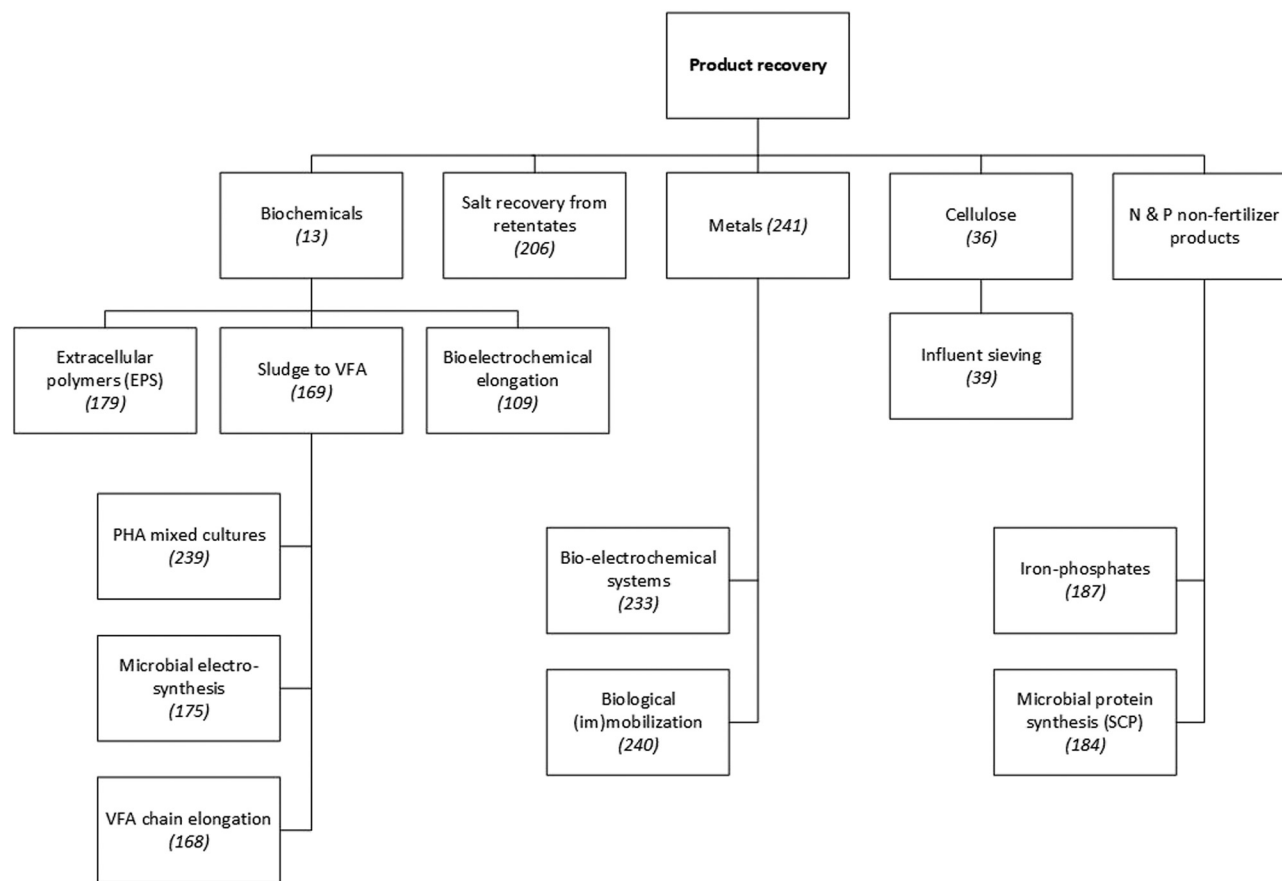 Product recovery
Biochemicals
(13)
Salt recovery from
retentates
(206)
Metals (241)
Cellulose
(36)
N & P non-fertilizer
products
Extracellular
polymers (EPS)
(179)
Sludge to VFA
(169)
Bioelectrochemical
elongation
(109)
Influent sieving
(39)
PHA mixed cultures
(239)
Microbial electro-
synthesis
(175)
VFA chain elongation
(168)
Bio-electrochemical
systems
(233)
Biological
(im)mobilization
(240)
Iron-phosphates
(187)
Microbial protein
synthesis (SCP)
(184)